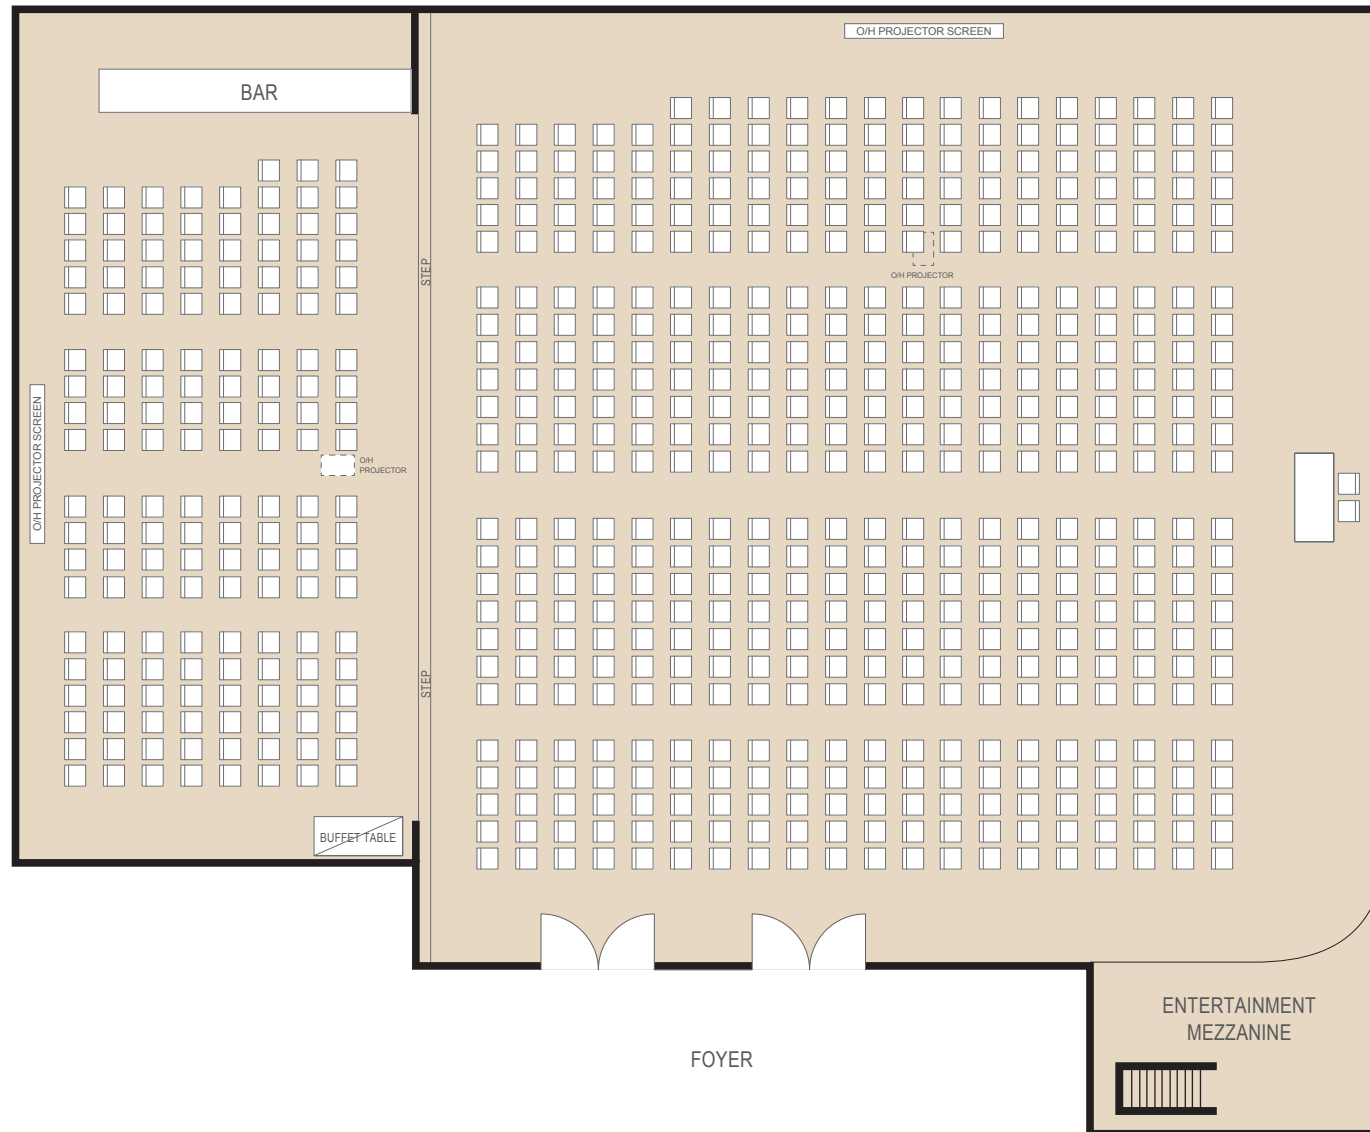 O/H PROJECTOR SCREEN
BAR
STEP
O/H PROJECTOR
O/H PROJECTOR SCREEN
O/H
PROJECTOR
STEP
BUFFET TABLE
ENTERTAINMENT
MEZZANINE
FOYER